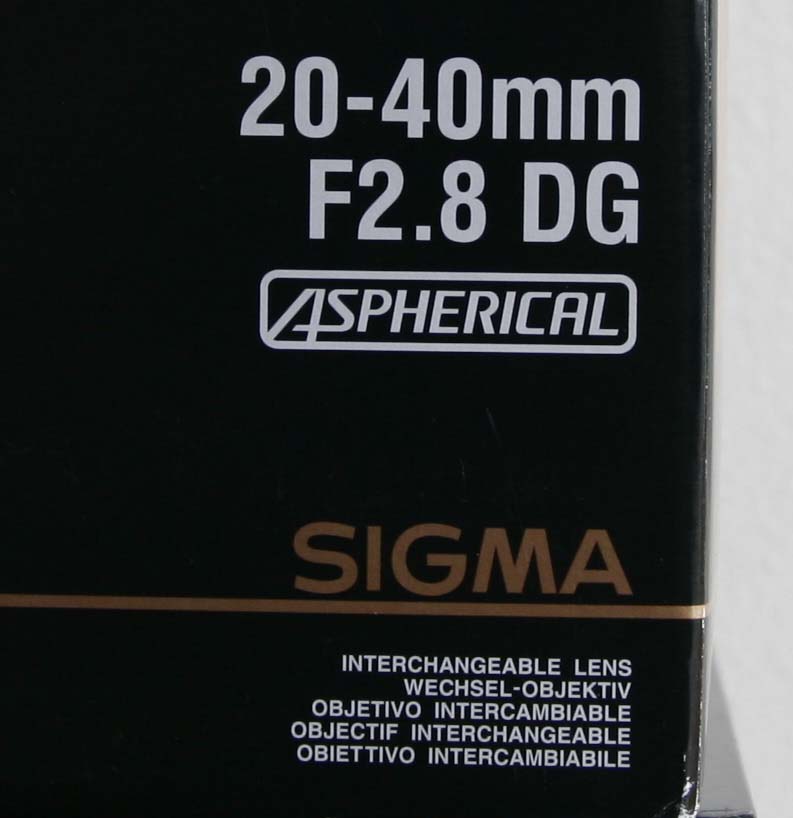 20-40mm
F2.8 DG
ASPHERICAL
SIGMA
INTERCHANGEABLE LENS
WECHSEL-OBJEKTIV
OBJETIVO INTERCAMBIABLE
OBJECTIF INTERCHANGEABLE
OBIETTIVO INTERCAMBIABILE